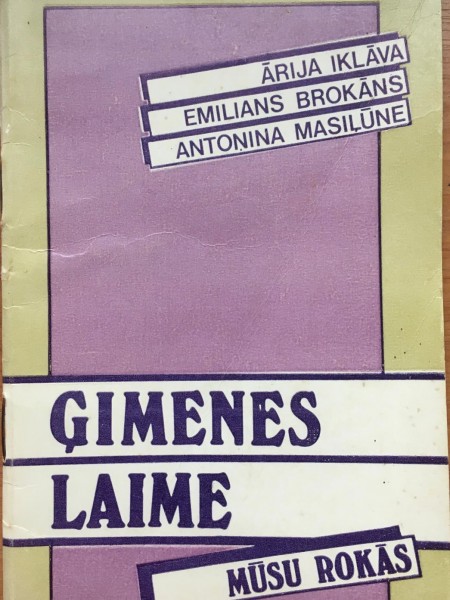 ĀRIJA IKLĀVA
EMILIANS BROKĀNS
ANTOŅINA MASIĻŪNE
ĢIMENES
LAIME
MŪSU ROKĀS